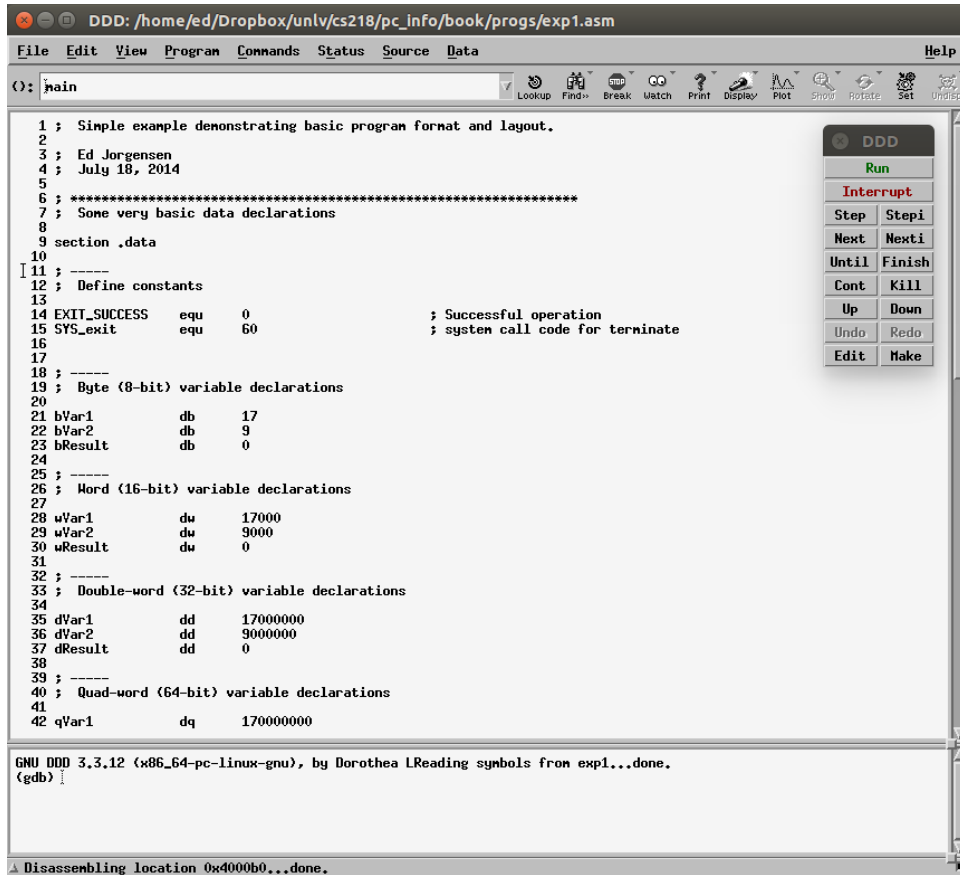 DDD: /home/ed/Dropbox/unlv/cs218/pc_info/book/progs/exp1.asm
File Edit View Program Commands Status Source Data Help
(): main
Lookup Find» Break Watch Print Display Plot Show Rotate Set Undisp
1 ; Simple example demonstrating basic program format and layout.
2
3 ; Ed Jorgensen
4 ; July 18, 2014
5
6 ; *****************************************************************
7 ; Some very basic data declarations
8
9 section .data
10
11 ; -----
12 ; Define constants
13
14 EXIT_SUCCESS equ 0 ; Successful operation
15 SYS_exit equ 60 ; system call code for terminate
16
17
18 ; -----
19 ; Byte (8-bit) variable declarations
20
21 bVar1 db 17
22 bVar2 db 9
23 bResult db 0
24
25 ; -----
26 ; Word (16-bit) variable declarations
27
28 wVar1 dw 17000
29 wVar2 dw 9000
30 wResult dw 0
31
32 ; -----
33 ; Double-word (32-bit) variable declarations
34
35 dVar1 dd 17000000
36 dVar2 dd 9000000
37 dResult dd 0
38
39 ; -----
40 ; Quad-word (64-bit) variable declarations
41
42 qVar1 dq 170000000
DDD
Run
Interrupt
Step Stepi
Next Nexti
Until Finish
Cont Kill
Up Down
Undo Redo
Edit Make
GNU DDD 3.3.12 (x86_64-pc-linux-gnu), by Dorothea LReading symbols from exp1...done.
(gdb)
Disassembling location 0x4000b0...done.